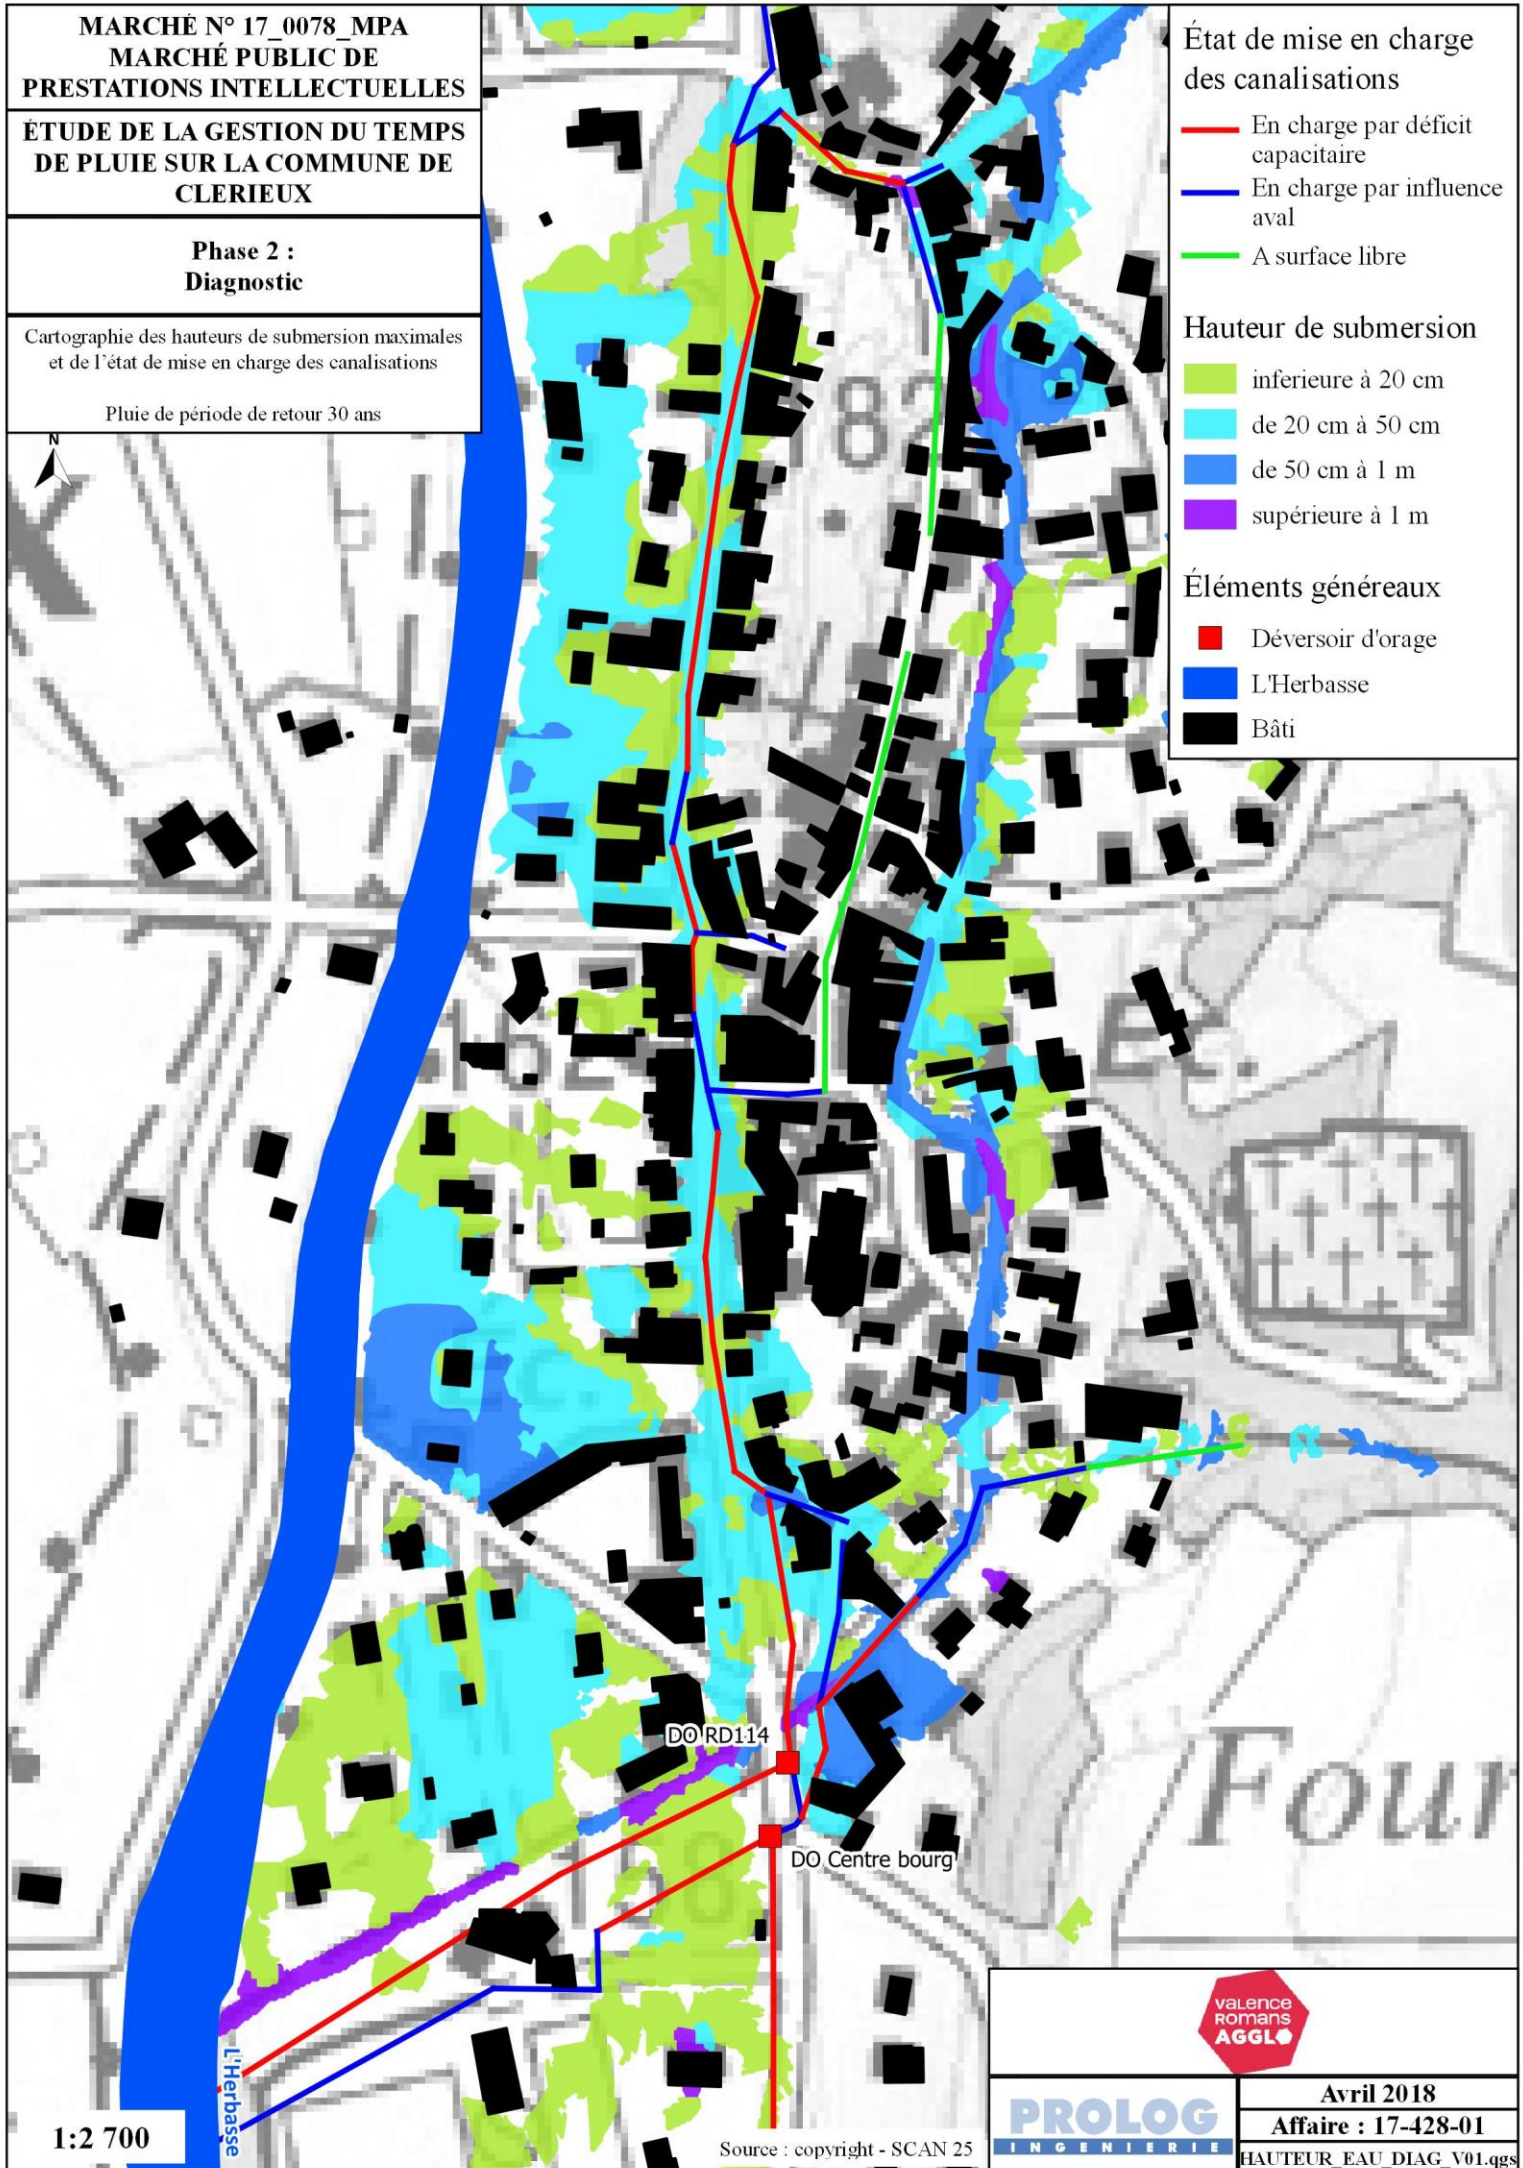 MARCHÉ N° 17_0078_MPA
MARCHÉ PUBLIC DE
PRESTATIONS INTELLECTUELLES
ÉTUDE DE LA GESTION DU TEMPS
DE PLUIE SUR LA COMMUNE DE
CLERIEUX
Phase 2 :
Diagnostic
Cartographie des hauteurs de submersion maximales
et de l'état de mise en charge des canalisations
Pluie de période de retour 30 ans
N
État de mise en charge
des canalisations
En charge par déficit
capacitaire
En charge par influence
aval
A surface libre
Hauteur de submersion
inferieure à 20 cm
de 20 cm à 50 cm
de 50 cm à 1 m
supérieure à 1 m
Éléments génereaux
Déversoir d'orage
L'Herbasse
Bâti
DO RD114
DO Centre bourg
Four
L'Herbasse
1:2 700
Source : copyright - SCAN 25
VALENCE
ROMANS
AGGLO
PROLOG
INGENIERIE
Avril 2018
Affaire : 17-428-01
HAUTEUR_EAU_DIAG_V01.qgs